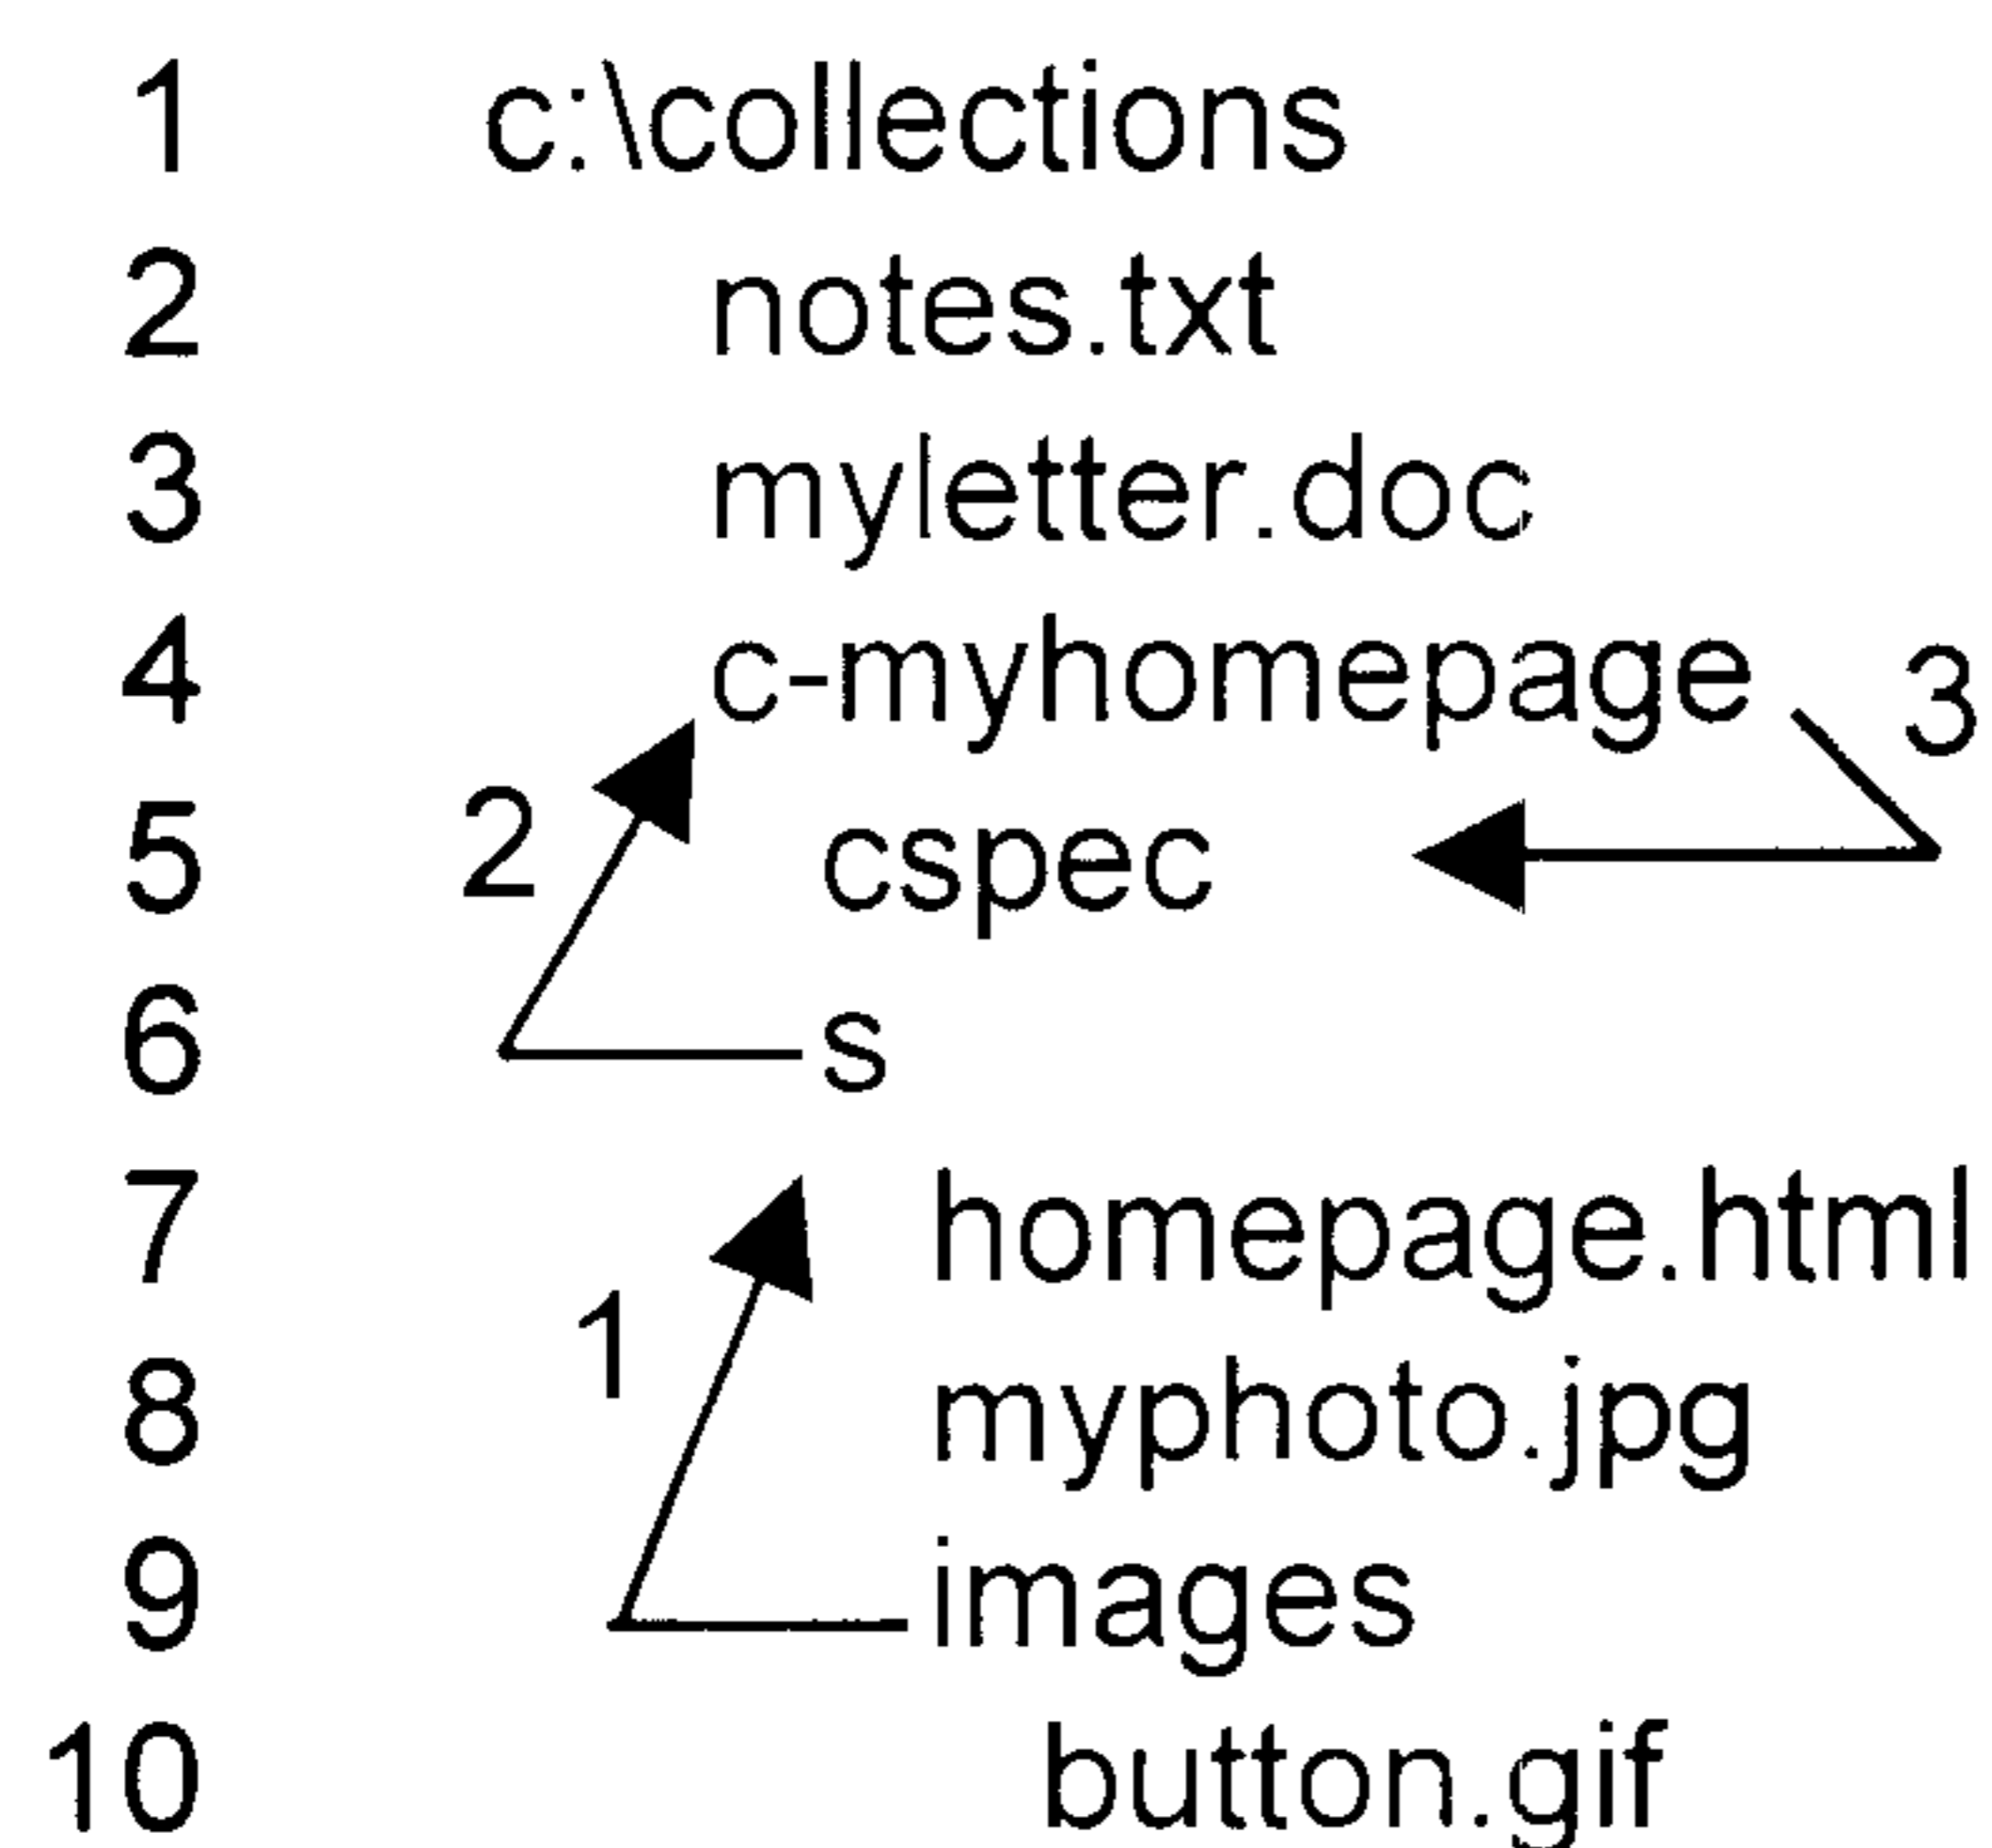 1 c:\collections
2 notes.txt
3 myletter.doc
4 c-myhomepage 3
5 2 cspec
6 s
7 homepage.html
1
8 myphoto.jpg
9 images
10 button.gif